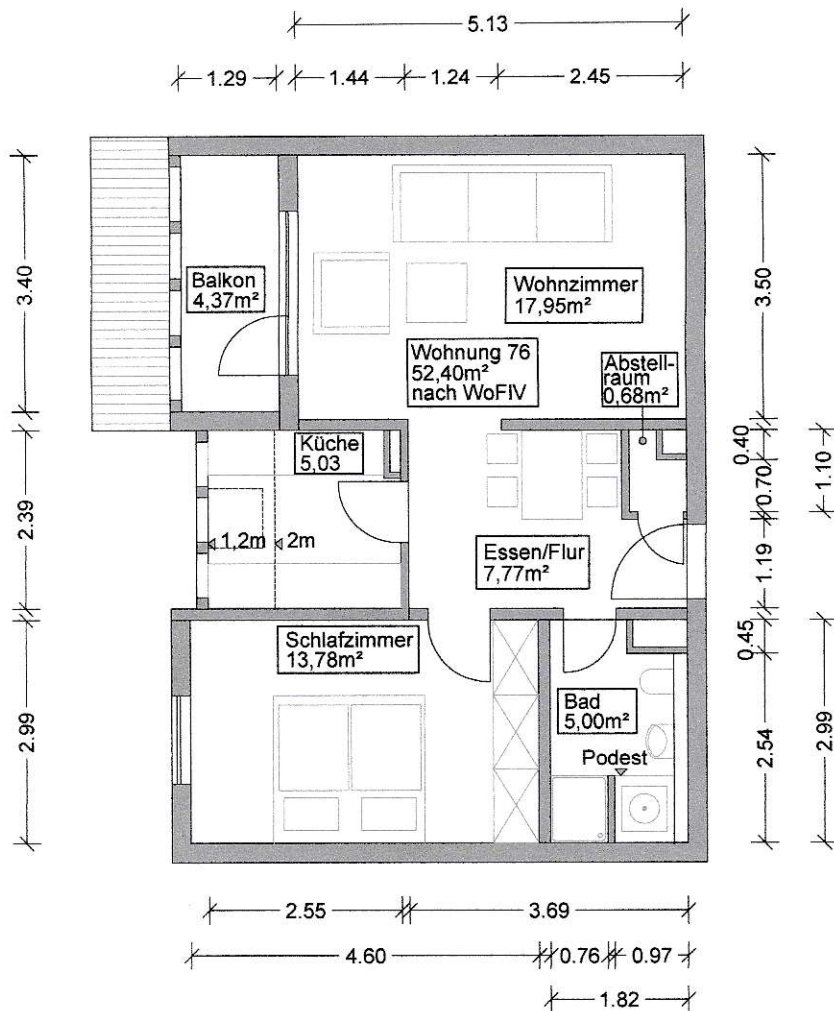 5.13
1.29
1.44
1.24
2.45
3.40
2.39
2.99
Balkon
4,37m²
Wohnzimmer
17,95m²
Wohnung 76
52,40m²
nach WoFlV
Abstell-
raum
0,68m²
Küche
5,03
1,2m
2m
Essen/Flur
7,77m²
Schlafzimmer
13,78m²
Bad
5,00m²
Podest
3.50
0.40
0.70
1.10
1.19
0.45
2.54
2.99
2.55
3.69
4.60
0.76
0.97
1.82